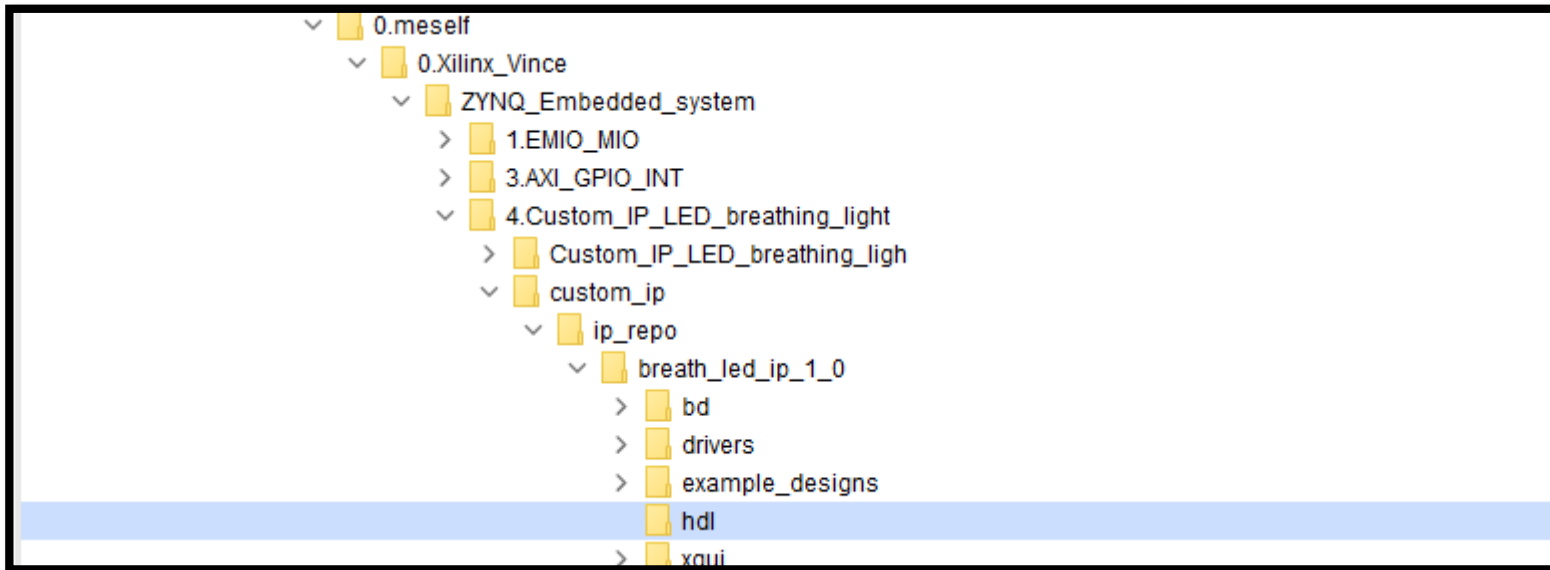 0.meself
0.Xilinx_Vince
ZYNQ_Embedded_system
1.EMIO_MIO
3.AXI_GPIO_INT
4.Custom_IP_LED_breathing_light
Custom_IP_LED_breathing_ligh
custom_ip
ip_repo
breath_led_ip_1_0
bd
drivers
example_designs
hdl
xgui